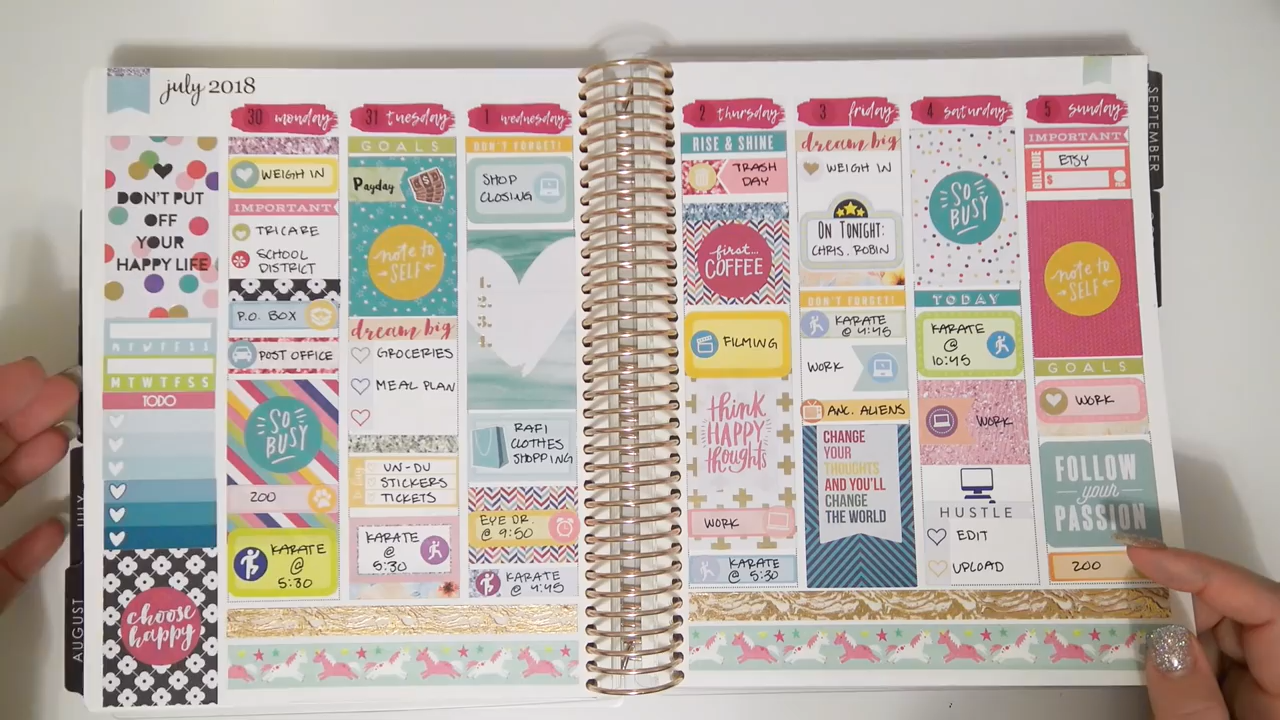 july 2018
DON'T PUT
OFF
YOUR
HAPPY LIFE
M T W T F S S
M T W T F S S
TODO
choose
happy
30 monday
WEIGH IN
IMPORTANT
TRICARE
SCHOOL
DISTRICT
P.O. BOX
POST OFFICE
SO
BUSY
ZOO
KARATE
@
5:30
31 tuesday
GOALS
Payday
note to
SELF
dream big
GROCERIES
MEAL PLAN
UN-DU
STICKERS
TICKETS
KARATE
@
5:30
1 wednesday
DON'T FORGET!
SHOP
CLOSING
1.
2.
3.
4.
RAFI
CLOTHES
SHOPPING
EYE DR.
@ 9:50
KARATE
@ 4:45
2 thursday
RISE & SHINE
TRASH
DAY
first...
COFFEE
FILMING
think
HAPPY
thoughts
WORK
KARATE
@ 5:30
3 friday
dream big
WEIGH IN
ON TONIGHT:
CHRIS. ROBIN
DON'T FORGET!
KARATE
@ 4:45
WORK
ANC. ALIENS
CHANGE
YOUR
THOUGHTS
AND YOU'LL
CHANGE
THE WORLD
4 saturday
SO
BUSY
TODAY
KARATE
@
10:45
WORK
HUSTLE
EDIT
UPLOAD
5 sunday
IMPORTANT
BILL DUE
ETSY
$
note to
SELF
GOALS
WORK
FOLLOW
your
PASSION
ZOO
SEPTEMBER
JULY
AUGUST